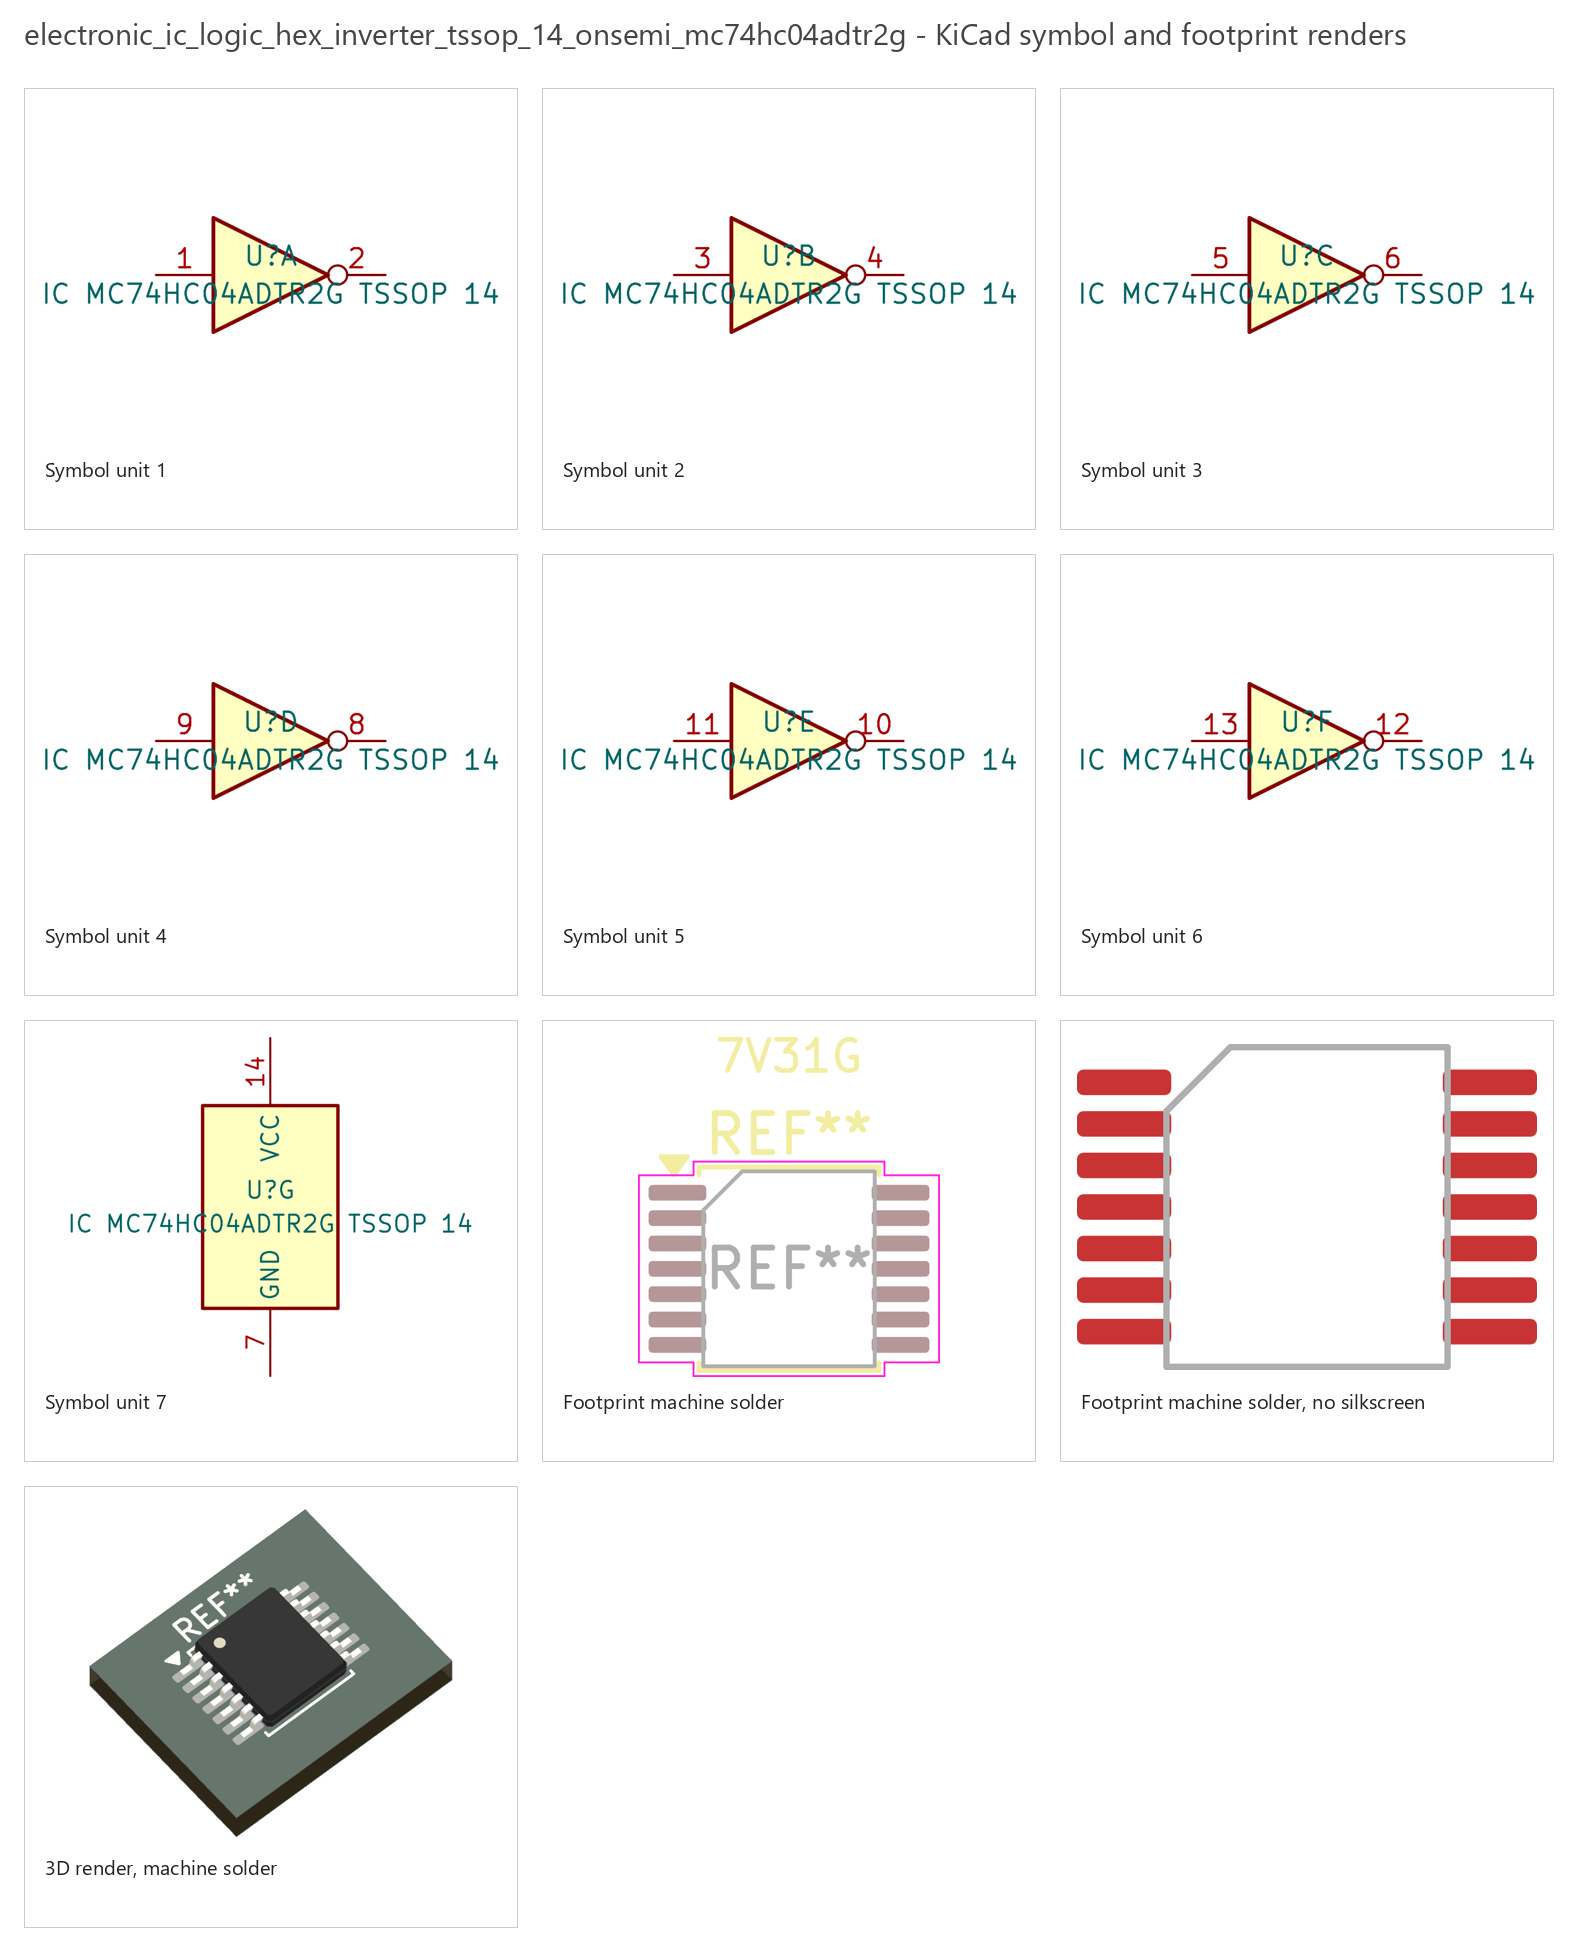 electronic_ic_logic_hex_inverter_tssop_14_onsemi_mc74hc04adtr2g - KiCad symbol and footprint renders
1 U?A 2
IC MC74HC04ADTR2G TSSOP 14
Symbol unit 1
3 U?B 4
IC MC74HC04ADTR2G TSSOP 14
Symbol unit 2
5 U?C 6
IC MC74HC04ADTR2G TSSOP 14
Symbol unit 3
9 U?D 8
IC MC74HC04ADTR2G TSSOP 14
Symbol unit 4
11 U?E 10
IC MC74HC04ADTR2G TSSOP 14
Symbol unit 5
13 U?F 12
IC MC74HC04ADTR2G TSSOP 14
Symbol unit 6
14
VCC
U?G
IC MC74HC04ADTR2G TSSOP 14
GND
7
Symbol unit 7
7V31G
REF**
REF**
Footprint machine solder
Footprint machine solder, no silkscreen
REF**
3D render, machine solder